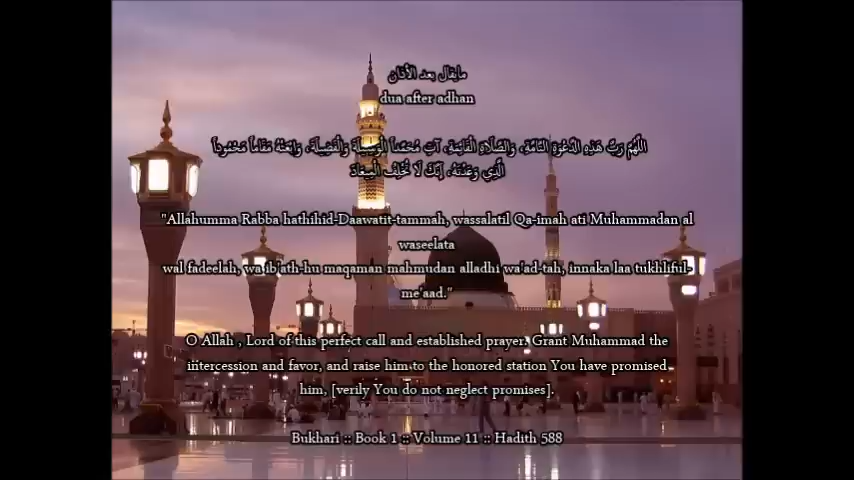 مايقال بعد الأذان
dua after adhan
اللَّهُمَّ رَبَّ هَذِهِ الدَّعْوَةِ التَّامَّةِ، وَالصَّلَاةِ الْقَائِمَةِ، آتِ مُحَمَّداً الْوَسِيلَةَ وَالْفَضِيلَةَ، وَابْعَثْهُ مَقَاماً مَحْمُوداً
الَّذِي وَعَدْتَهُ، إِنَّكَ لَا تُخْلِفُ الْمِيعَادَ
"Allahumma Rabba hathihid-Daawatit-tammah, wassalatil Qa-imah ati Muhammadan al
waseelata
wal fadeelah, wa ib'ath-hu maqaman mahmudan alladhi wa'ad-tah, innaka laa tukhliful-
me'aad."
O Allah , Lord of this perfect call and established prayer. Grant Muhammad the
intercession and favor, and raise him to the honored station You have promised
him, [verily You do not neglect promises].
Bukhari :: Book 1 :: Volume 11 :: Hadith 588